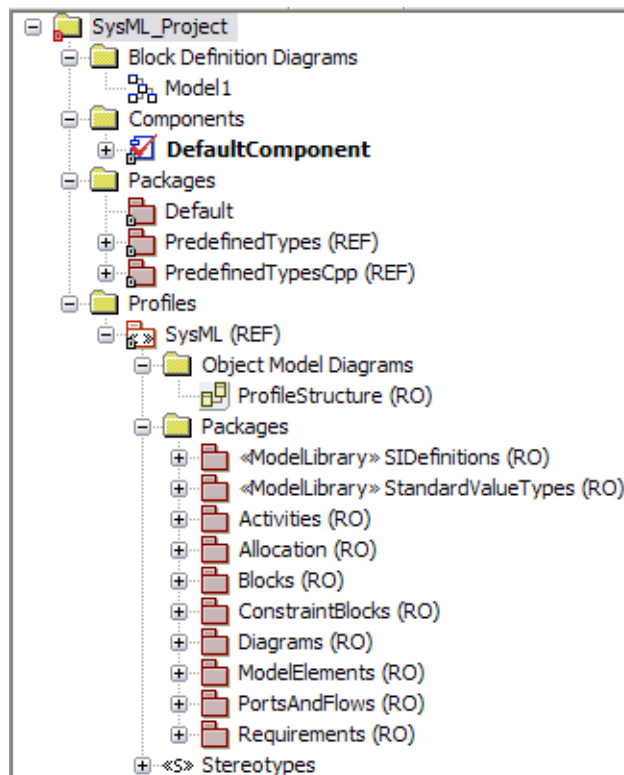 SysML_Project
Block Definition Diagrams
Model1
Components
DefaultComponent
Packages
Default
PredefinedTypes (REF)
PredefinedTypesCpp (REF)
Profiles
SysML (REF)
Object Model Diagrams
ProfileStructure (RO)
Packages
«ModelLibrary» SIDefinitions (RO)
«ModelLibrary» StandardValueTypes (RO)
Activities (RO)
Allocation (RO)
Blocks (RO)
ConstraintBlocks (RO)
Diagrams (RO)
ModelElements (RO)
PortsAndFlows (RO)
Requirements (RO)
«S» Stereotypes